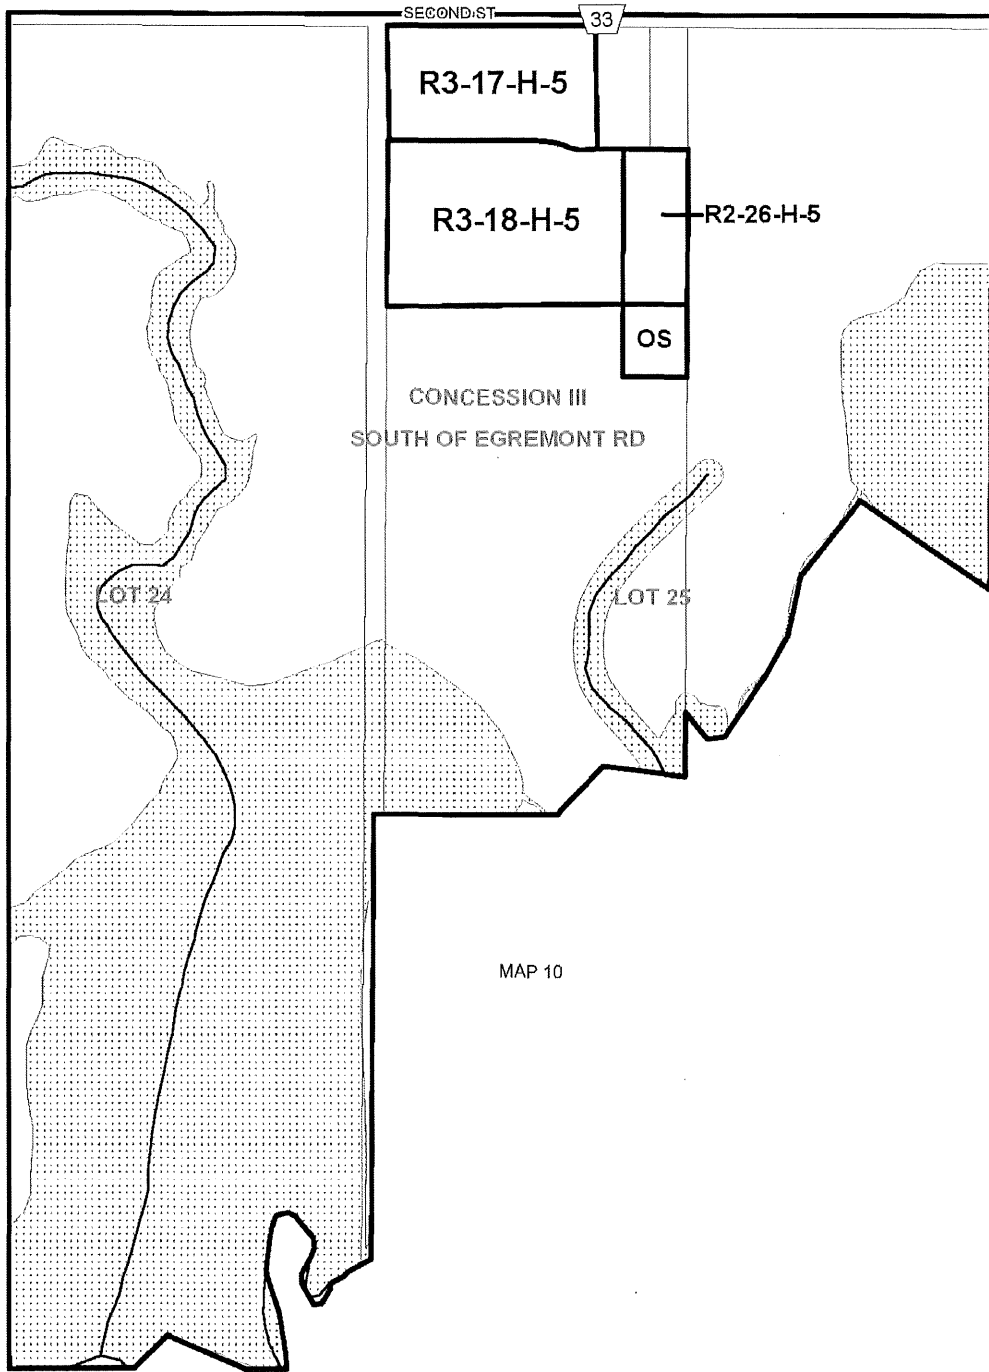 SECOND ST
33
R3-17-H-5
R3-18-H-5
R2-26-H-5
OS
CONCESSION III
SOUTH OF EGREMONT RD
LOT 24
LOT 25
MAP 10